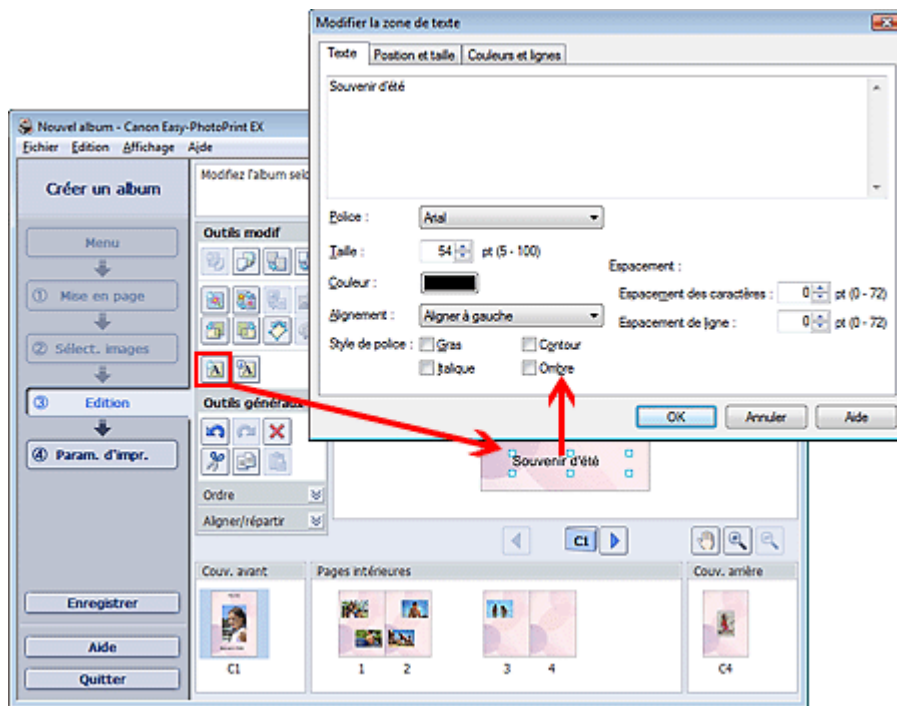 Modifier la zone de texte
Texte Position et taille Couleurs et lignes
Souvenir d'été
Police : Arial
Taille : 54 pt (5 - 100)
Couleur :
Alignement : Aligner à gauche
Style de police : Gras Contour
Italique Ombre
Espacement :
Espacement des caractères : 0 pt (0 - 72)
Espacement de ligne : 0 pt (0 - 72)
OK Annuler Aide
Nouvel album - Canon Easy-PhotoPrint EX
Fichier Edition Affichage Aide
Créer un album
Menu
① Mise en page
② Sélect. images
③ Edition
④ Param. d'impr.
Enregistrer
Aide
Quitter
Modifiez l'album selo
Outils modif
A A
Outils généraux
Ordre
Aligner/répartir
Souvenir d'été
C1
Couv. avant Pages intérieures Couv. arrière
C1 1 2 3 4 C4